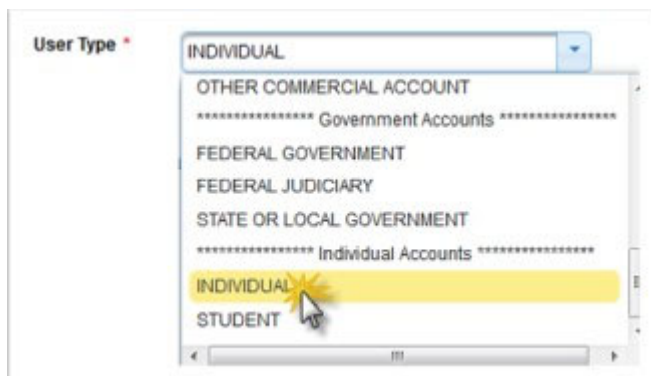 User Type *
INDIVIDUAL
OTHER COMMERCIAL ACCOUNT
**************** Government Accounts ****************
FEDERAL GOVERNMENT
FEDERAL JUDICIARY
STATE OR LOCAL GOVERNMENT
**************** Individual Accounts ****************
INDIVIDUAL
STUDENT